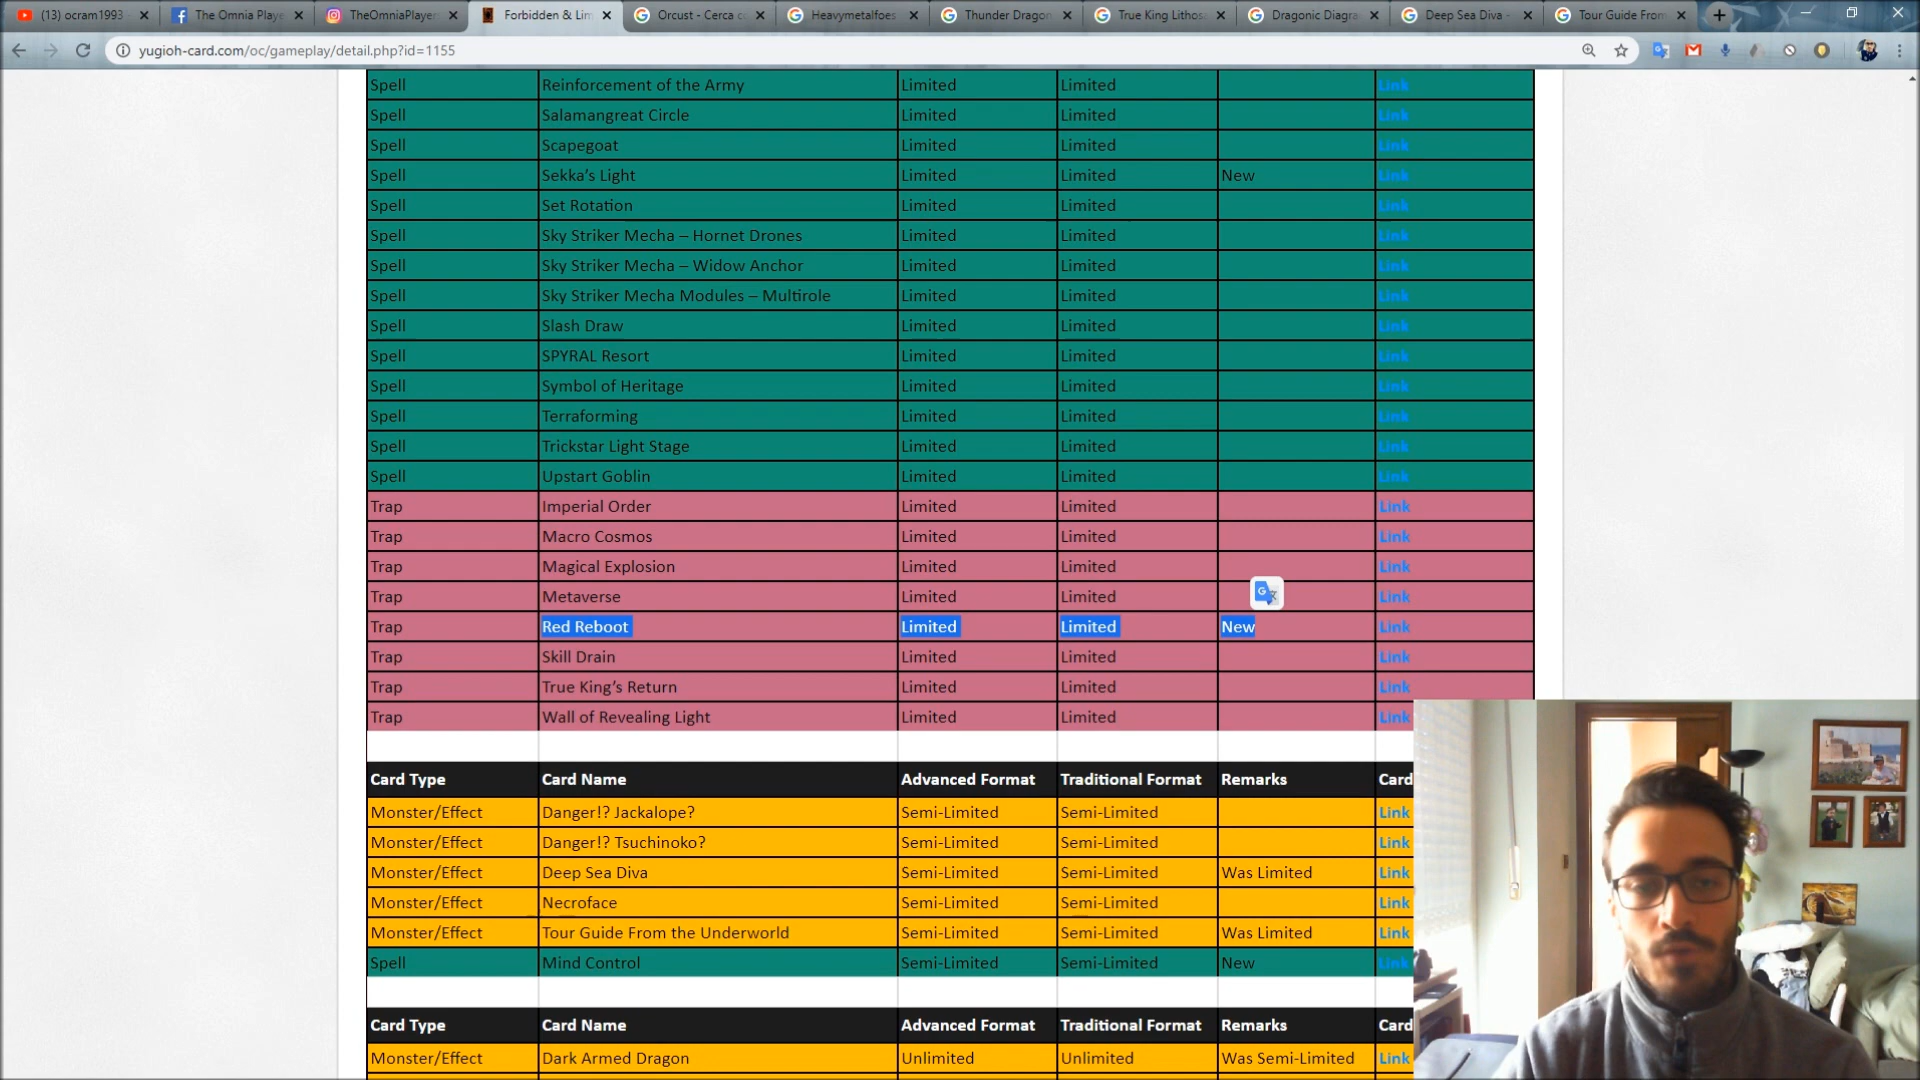 (13) ocram1993 -
The Omnia Playe
TheOmniaPlayer
Forbidden & Lim
Orcust - Cerca c
Heavymetalfoes
Thunder Dragon
True King Lithos
Dragonic Diagra
Deep Sea Diva -
Tour Guide From
yugioh-card.com/oc/gameplay/detail.php?id=1155
Spell Reinforcement of the Army Limited Limited Link
Spell Salamangreat Circle Limited Limited Link
Spell Scapegoat Limited Limited Link
Spell Sekka’s Light Limited Limited New Link
Spell Set Rotation Limited Limited Link
Spell Sky Striker Mecha – Hornet Drones Limited Limited Link
Spell Sky Striker Mecha – Widow Anchor Limited Limited Link
Spell Sky Striker Mecha Modules – Multirole Limited Limited Link
Spell Slash Draw Limited Limited Link
Spell SPYRAL Resort Limited Limited Link
Spell Symbol of Heritage Limited Limited Link
Spell Terraforming Limited Limited Link
Spell Trickstar Light Stage Limited Limited Link
Spell Upstart Goblin Limited Limited Link
Trap Imperial Order Limited Limited Link
Trap Macro Cosmos Limited Limited Link
Trap Magical Explosion Limited Limited Link
Trap Metaverse Limited Limited Link
Trap Red Reboot Limited Limited New Link
Trap Skill Drain Limited Limited Link
Trap True King’s Return Limited Limited Link
Trap Wall of Revealing Light Limited Limited Link
Card Type Card Name Advanced Format Traditional Format Remarks Card
Monster/Effect Danger!? Jackalope? Semi-Limited Semi-Limited Link
Monster/Effect Danger!? Tsuchinoko? Semi-Limited Semi-Limited Link
Monster/Effect Deep Sea Diva Semi-Limited Semi-Limited Was Limited Link
Monster/Effect Necroface Semi-Limited Semi-Limited Link
Monster/Effect Tour Guide From the Underworld Semi-Limited Semi-Limited Was Limited Link
Spell Mind Control Semi-Limited Semi-Limited New Link
Card Type Card Name Advanced Format Traditional Format Remarks Card
Monster/Effect Dark Armed Dragon Unlimited Unlimited Was Semi-Limited Link